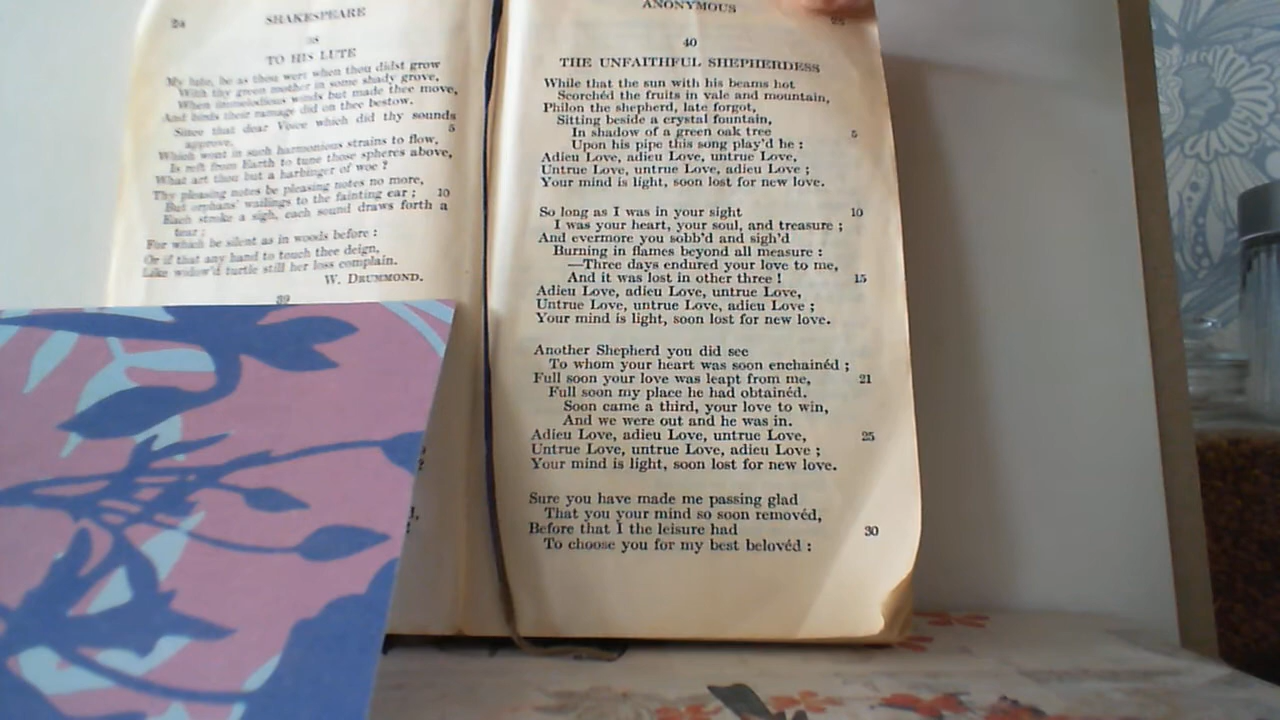 24
SHAKESPEARE
38
TO HIS LUTE
My lute, be as thou wert when thou didst grow
With thy green mother in some shady grove,
When immelodious winds but made thee move,
And birds their ramage did on thee bestow.
Since that dear Voice which did thy sounds
approve,
5
Which went in such harmonious strains to flow,
Is reft from Earth to tune those spheres above,
What art thou but a harbinger of woe ?
Thy pleasing notes be pleasing notes no more,
But orphans' wailings to the fainting ear ; 10
Each stroke a sigh, each sound draws forth a
tear ;
For which be silent as in woods before :
Or if that any hand to touch thee deign,
Like widow'd turtle still her loss complain.
W. DRUMMOND.
39
ANONYMOUS
25
40
THE UNFAITHFUL SHEPHERDESS
While that the sun with his beams hot
Scorchéd the fruits in vale and mountain,
Philon the shepherd, late forgot,
Sitting beside a crystal fountain,
In shadow of a green oak tree 5
Upon his pipe this song play'd he :
Adieu Love, adieu Love, untrue Love,
Untrue Love, untrue Love, adieu Love ;
Your mind is light, soon lost for new love.
So long as I was in your sight 10
I was your heart, your soul, and treasure ;
And evermore you sobb'd and sigh'd
Burning in flames beyond all measure :
—Three days endured your love to me,
And it was lost in other three ! 15
Adieu Love, adieu Love, untrue Love,
Untrue Love, untrue Love, adieu Love ;
Your mind is light, soon lost for new love.
Another Shepherd you did see
To whom your heart was soon enchainéd ;
Full soon your love was leapt from me, 21
Full soon my place he had obtainéd.
Soon came a third, your love to win,
And we were out and he was in.
Adieu Love, adieu Love, untrue Love, 25
Untrue Love, untrue Love, adieu Love ;
Your mind is light, soon lost for new love.
Sure you have made me passing glad
That you your mind so soon removéd,
Before that I the leisure had 30
To choose you for my best belovéd :